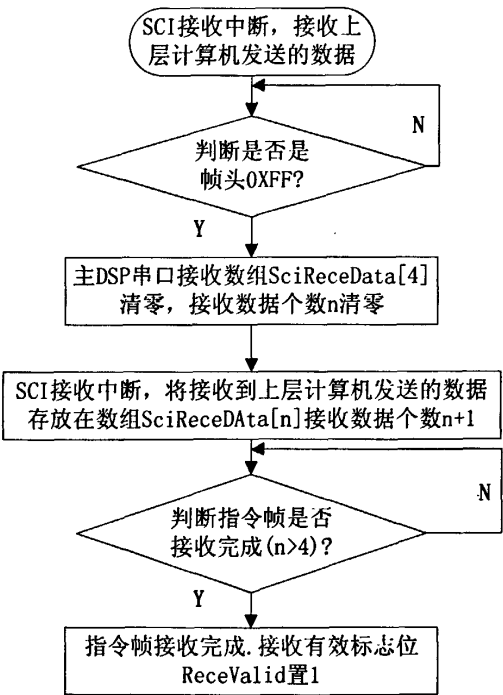 SCI接收中断，接收上
层计算机发送的数据
N
判断是否是
帧头0XFF?
Y
主DSP串口接收数组SciReceData[4]
清零，接收数据个数n清零
SCI接收中断，将接收到上层计算机发送的数据
存放在数组SciReceDAta[n]接收数据个数n+1
N
判断指令帧是否
接收完成(n>4)?
Y
指令帧接收完成.接收有效标志位
ReceValid置1